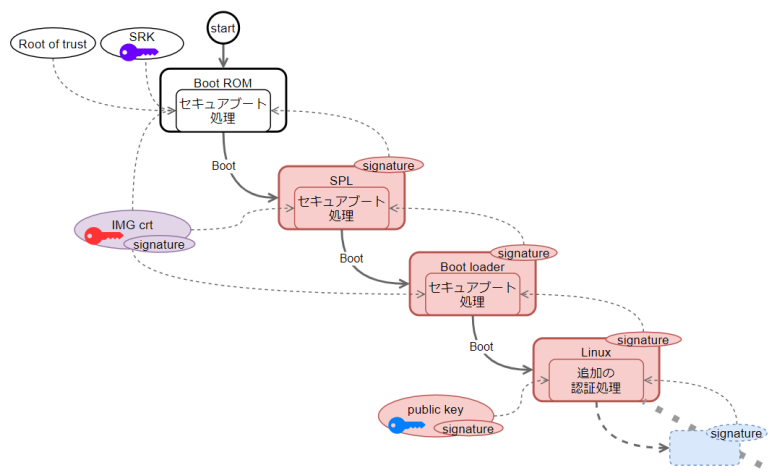 start
Root of trust
SRK
Boot ROM
セキュアブート
処理
Boot
signature
SPL
セキュアブート
処理
IMG crt
signature
Boot
signature
Boot loader
セキュアブート
処理
Boot
signature
Linux
追加の
認証処理
public key
signature
signature